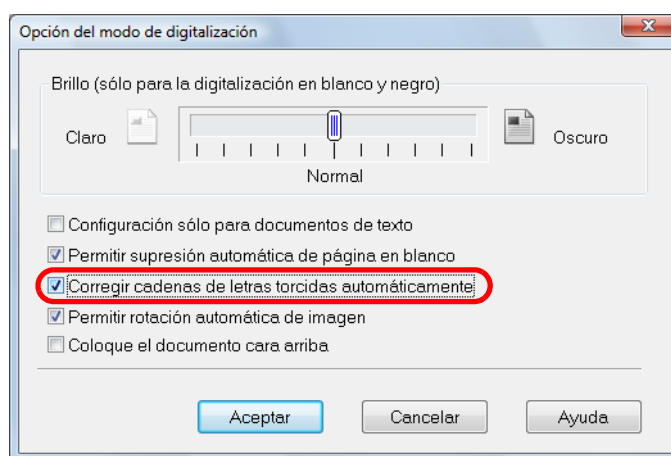 Opción del modo de digitalización
Brillo (sólo para la digitalización en blanco y negro)
Claro
Oscuro
Normal
Configuración sólo para documentos de texto
Permitir supresión automática de página en blanco
Corregir cadenas de letras torcidas automáticamente
Permitir rotación automática de imagen
Coloque el documento cara arriba
Aceptar Cancelar Ayuda